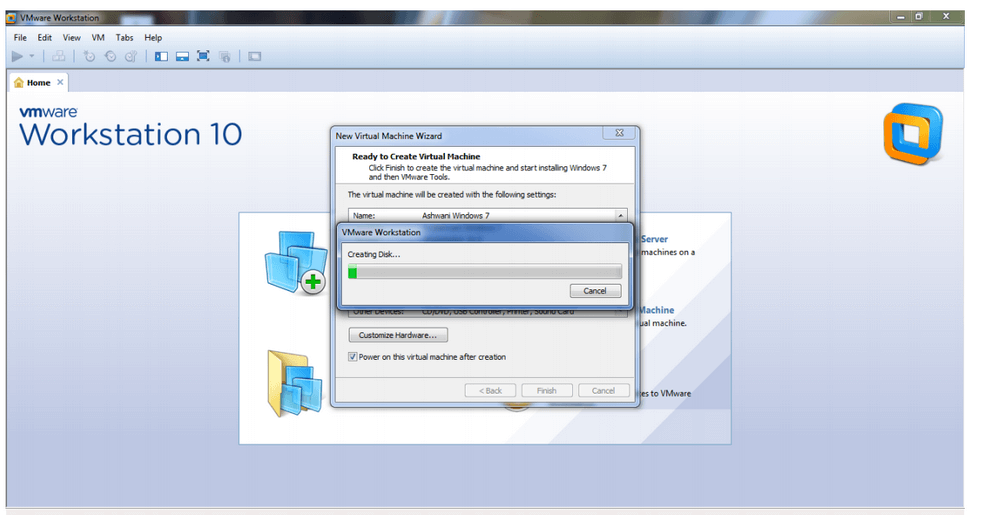 VMware Workstation
File Edit View VM Tabs Help
Home
vmware
Workstation 10
New Virtual Machine Wizard
Ready to Create Virtual Machine
Click Finish to create the virtual machine and start installing Windows 7
and then VMware Tools.
The virtual machine will be created with the following settings:
Name: Ashwani Windows 7
VMware Workstation
Creating Disk...
Cancel
Other Devices: CD/DVD, USB Controller, Printer, Sound Card
Customize Hardware...
Power on this virtual machine after creation
< Back Finish Cancel
Server
machines on a
Machine
ual machine.
es to VMware